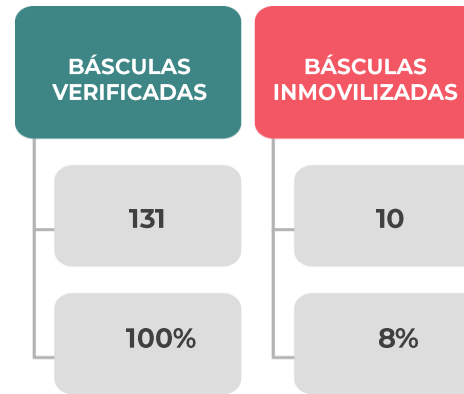 BÁSCULAS
VERIFICADAS
131
100%
BÁSCULAS
INMOVILIZADAS
10
8%